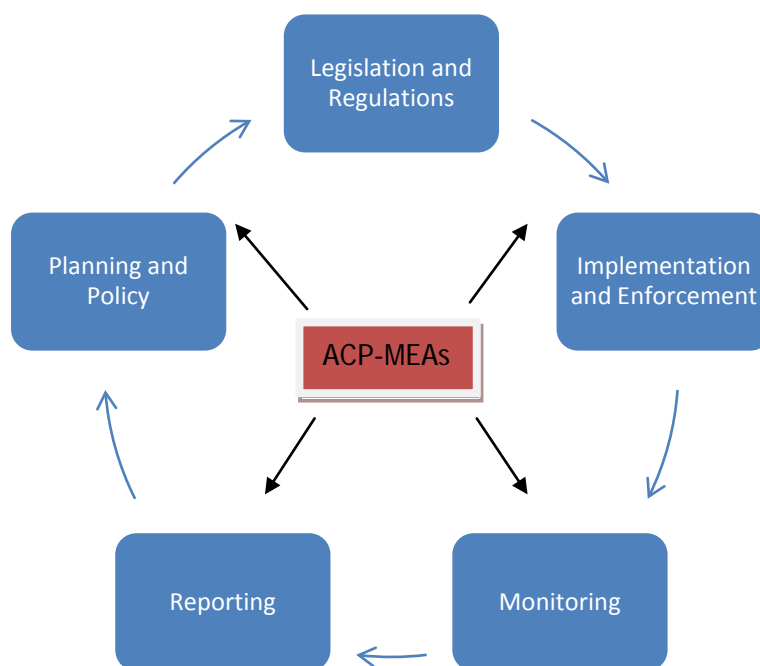 Legislation and
Regulations
Planning and
Policy
Implementation
and Enforcement
ACP-MEAs
Reporting
Monitoring